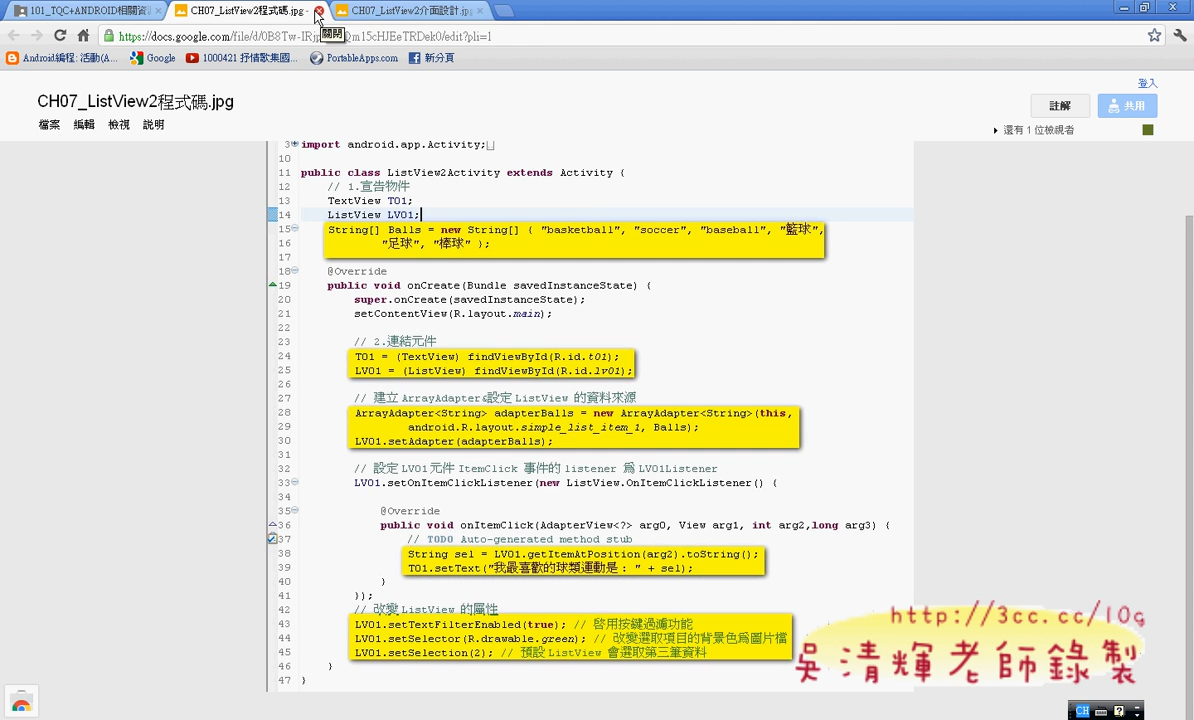 101_TQC+ANDROID相關資
CH07_ListView2程式碼.jpg -
CH07_ListView2介面設計.jpg
關閉
https://docs.google.com/file/d/0B8Tw-IRj
m15cHJEeTRDek0/edit?pli=1
Android編程: 活動(A...
Google
1000421 抒情歌集團...
PortableApps.com
新分頁
登入
CH07_ListView2程式碼.jpg
註解
共用
檔案 編輯 檢視 說明
還有 1 位檢視者
3 import android.app.Activity;
10
11 public class ListView2Activity extends Activity {
12 // 1.宣告物件
13 TextView T01;
14 ListView LV01;
15 String[] Balls = new String[] { "basketball", "soccer", "baseball", "籃球",
16 "足球", "棒球" };
17
18 @Override
19 public void onCreate(Bundle savedInstanceState) {
20 super.onCreate(savedInstanceState);
21 setContentView(R.layout.main);
22
23 // 2.連結元件
24 T01 = (TextView) findViewById(R.id.t01);
25 LV01 = (ListView) findViewById(R.id.lv01);
26
27 // 建立 ArrayAdapter&設定 ListView 的資料來源
28 ArrayAdapter<String> adapterBalls = new ArrayAdapter<String>(this,
29 android.R.layout.simple_list_item_1, Balls);
30 LV01.setAdapter(adapterBalls);
31
32 // 設定 LV01元件 ItemClick 事件的 listener 為 LV01Listener
33 LV01.setOnItemClickListener(new ListView.OnItemClickListener() {
34
35 @Override
36 public void onItemClick(AdapterView<?> arg0, View arg1, int arg2,long arg3) {
37 // TODO Auto-generated method stub
38 String sel = LV01.getItemAtPosition(arg2).toString();
39 T01.setText("我最喜歡的球類運動是: " + sel);
40 }
41 });
42 // 改變 ListView 的屬性
43 LV01.setTextFilterEnabled(true); // 啟用按鍵過濾功能
44 LV01.setSelector(R.drawable.green); // 改變選取項目的背景色為圖片檔
45 LV01.setSelection(2); // 預設 ListView 會選取第三筆資料
46 }
47 }
http://3cc.cc/10g
吳清輝老師錄製
CH